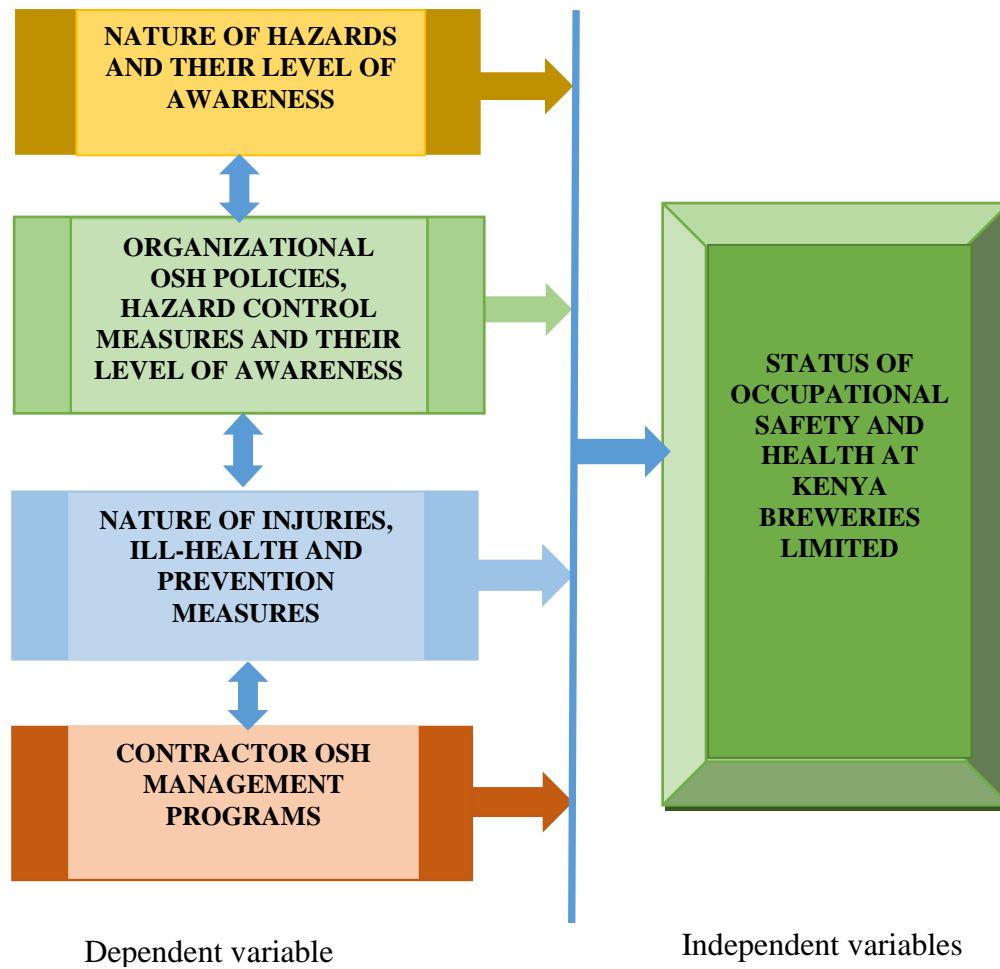 NATURE OF HAZARDS
AND THEIR LEVEL OF
AWARENESS
ORGANIZATIONAL
OSH POLICIES,
HAZARD CONTROL
MEASURES AND THEIR
LEVEL OF AWARENESS
NATURE OF INJURIES,
ILL-HEALTH AND
PREVENTION
MEASURES
CONTRACTOR OSH
MANAGEMENT
PROGRAMS
STATUS OF
OCCUPATIONAL
SAFETY AND
HEALTH AT
KENYA
BREWERIES
LIMITED
Dependent variable
Independent variables